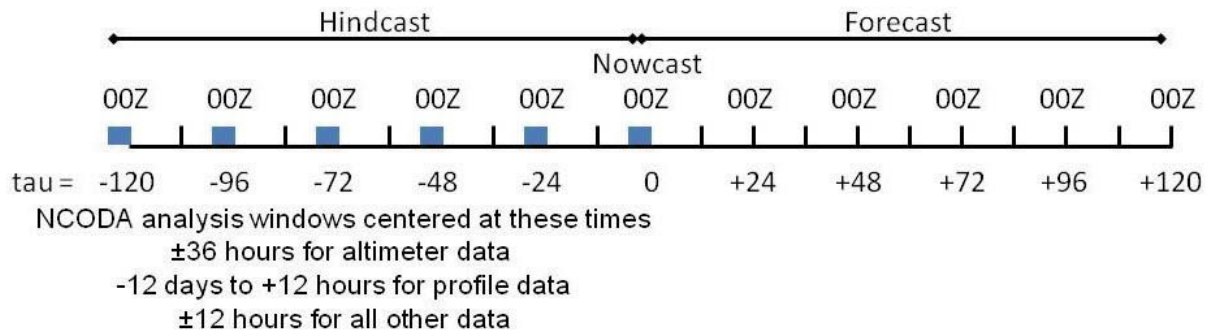 Hindcast Forecast
Nowcast
00Z 00Z 00Z 00Z 00Z 00Z 00Z 00Z 00Z 00Z 00Z
tau = -120 -96 -72 -48 -24 0 +24 +48 +72 +96 +120
NCODA analysis windows centered at these times
±36 hours for altimeter data
-12 days to +12 hours for profile data
±12 hours for all other data